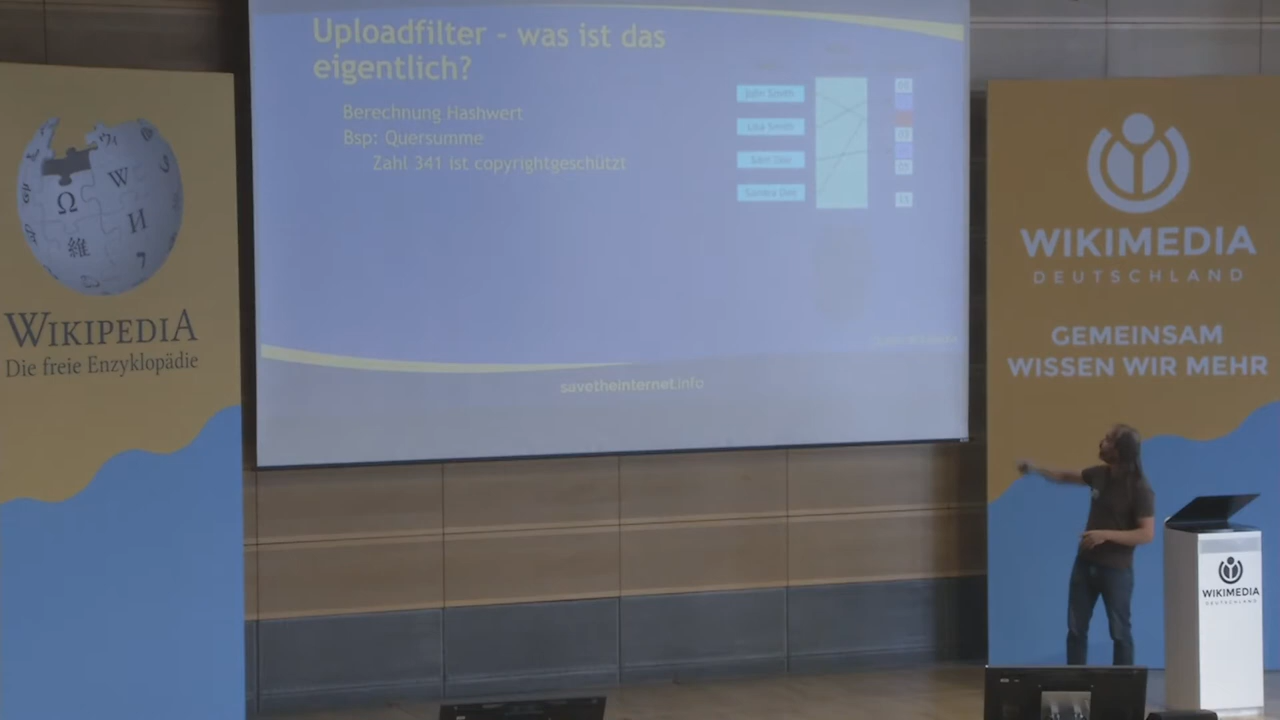 Uploadfilter - was ist das
eigentlich?
Berechnung Hashwert
Bsp: Quersumme
Zahl 341 ist copyrightgeschützt
John Smith
Lisa Smith
Sandra Dee
savetheinternet.info
Ω
W
И
維
WIKIPEDIA
Die freie Enzyklopädie
WIKIMEDIA
DEUTSCHLAND
GEMEINSAM
WISSEN WIR MEHR
WIKIMEDIA
DEUTSCHLAND